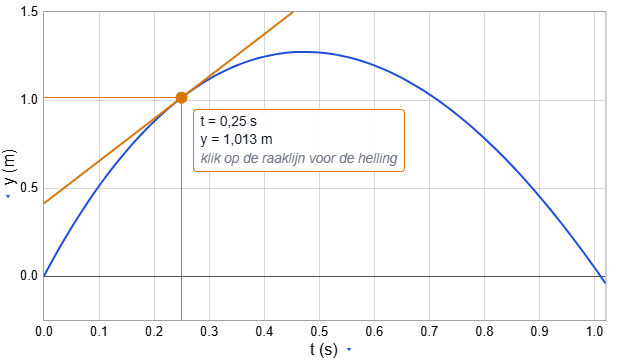 1.5
1.0
0.5
0.0
y (m)
t = 0,25 s
y = 1,013 m
klik op de raaklijn voor de helling
0.0 0.1 0.2 0.3 0.4 0.5 0.6 0.7 0.8 0.9 1.0
t (s)